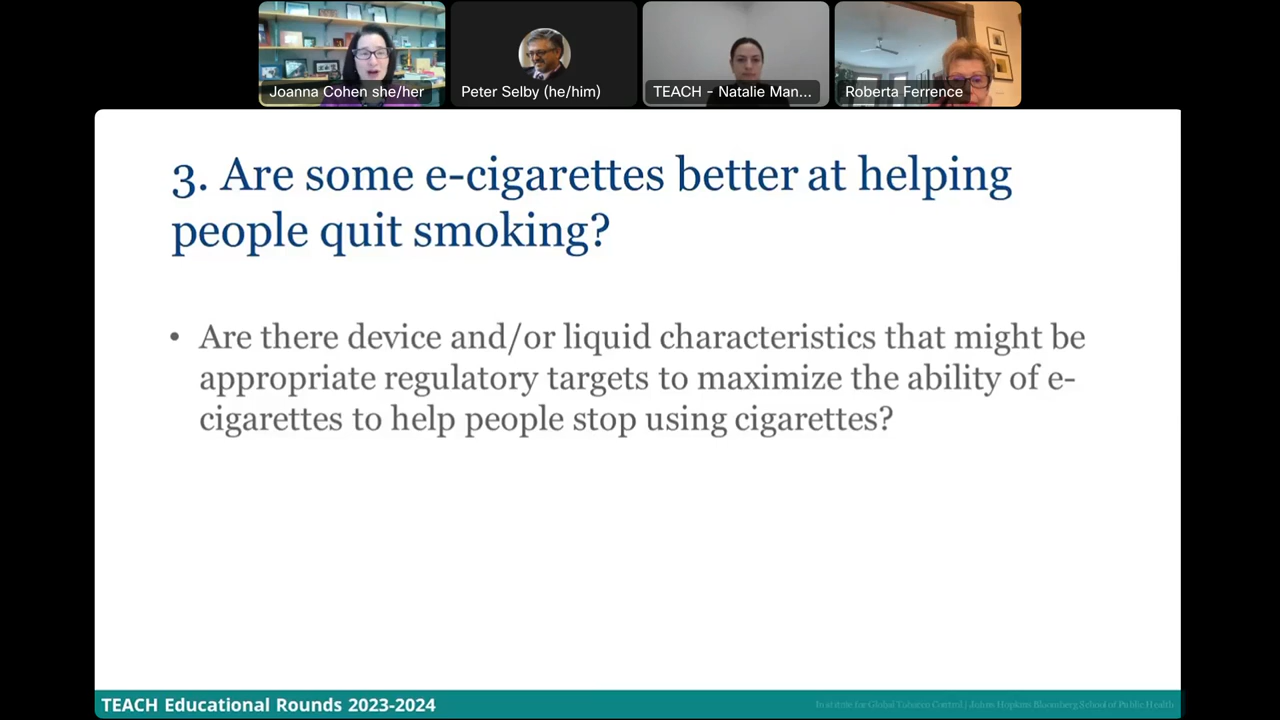 Joanna Cohen she/her
Peter Selby (he/him)
TEACH - Natalie Man...
Roberta Ferrence
3. Are some e-cigarettes better at helping
people quit smoking?
• Are there device and/or liquid characteristics that might be
appropriate regulatory targets to maximize the ability of e-
cigarettes to help people stop using cigarettes?
TEACH Educational Rounds 2023-2024
Institute for Global Tobacco Control / Johns Hopkins Bloomberg School of Public Health